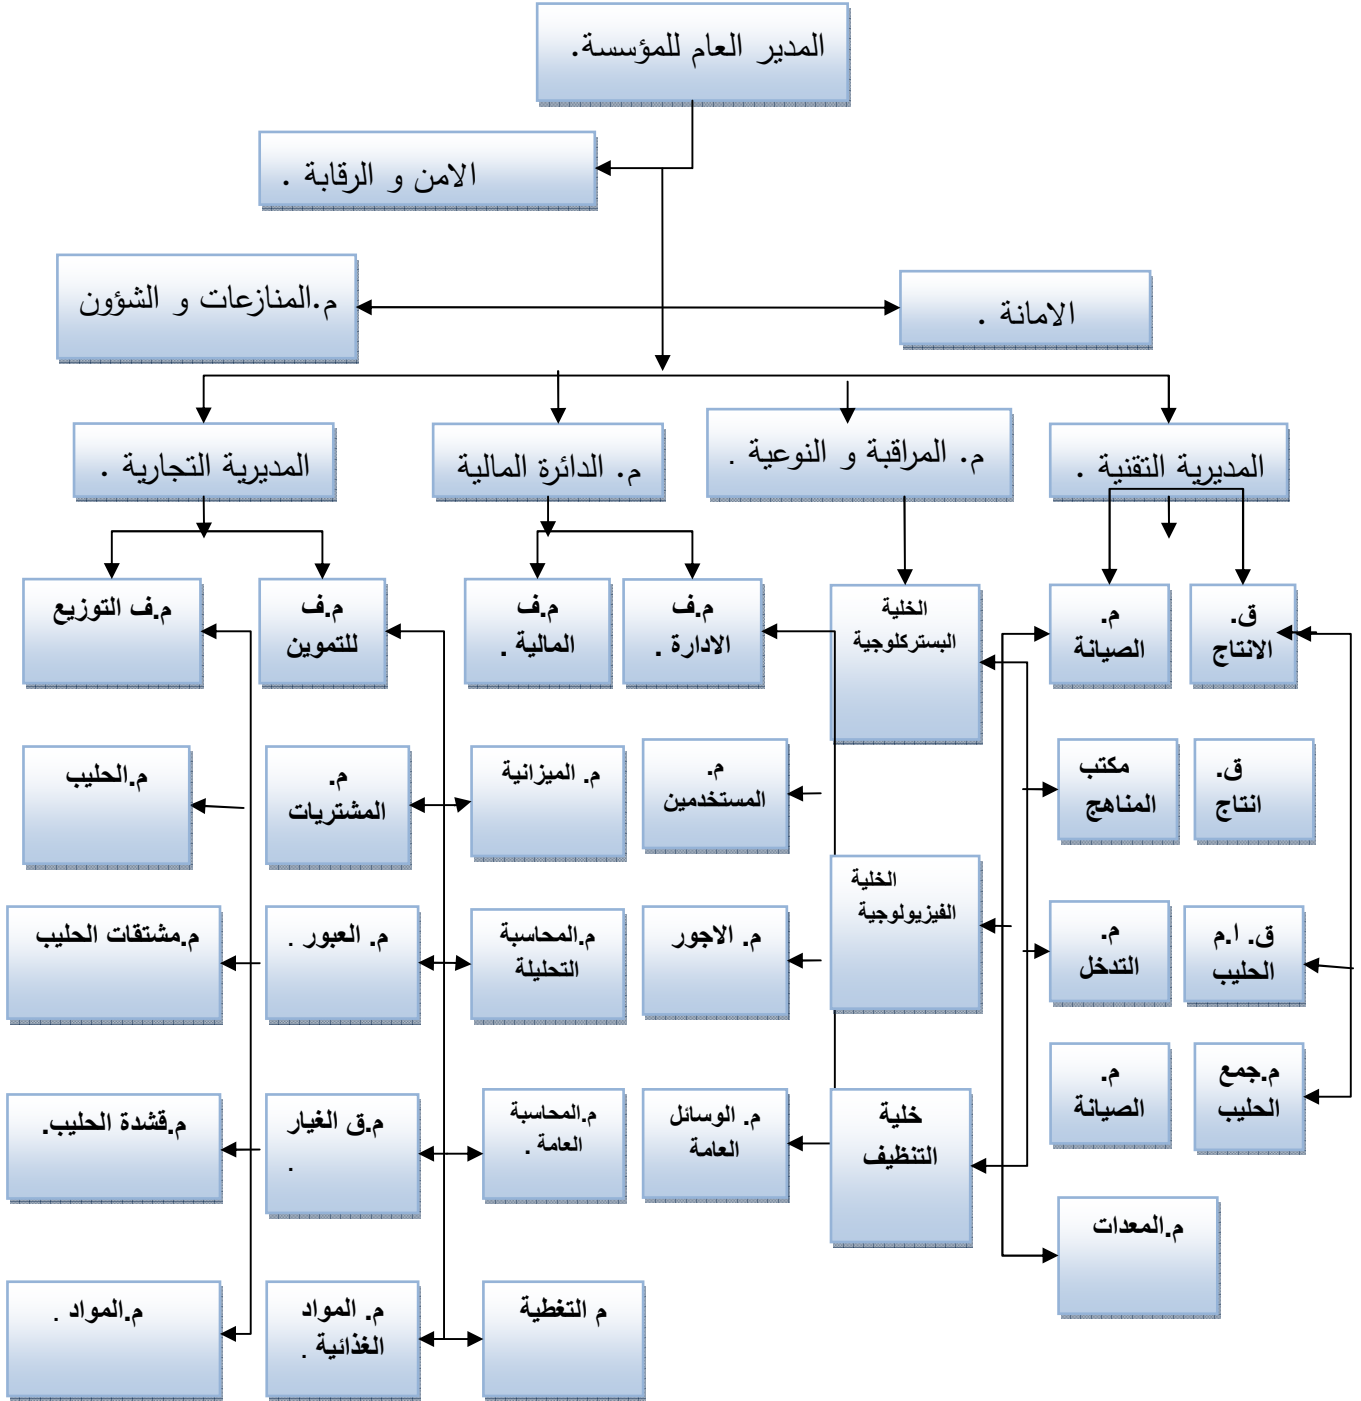 المدير العام للمؤسسة.
الامن و الرقابة .
م.المنازعات و الشؤون
الامانة .
المديرية التقنية .
م. المراقبة و النوعية .
م. الدائرة المالية
المديرية التجارية .
ق.
الانتاج
م.
الصيانة
الخلية
البستركلوجية
م.ف
الادارة .
م.ف
المالية .
م.ف
للتموين
م.ف التوزيع
ق.
انتاج
مكتب
المناهج
م.
المستخدمين
م. الميزانية
م.
المشتريات
م.الحليب
ق. ا.م
الحليب
م.
التدخل
الخلية
الفيزيولوجية
م. الاجور
م.المحاسبة
التحليلة
م. العبور .
م.مشتقات الحليب
م.جمع
الحليب
م.
الصيانة
خلية
التنظيف
م. الوسائل
العامة
م.المحاسبة
العامة .
م.ق الغيار
.
م.قشدة الحليب.
م.المعدات
م التغطية
م. المواد
الغذائية .
م.المواد .